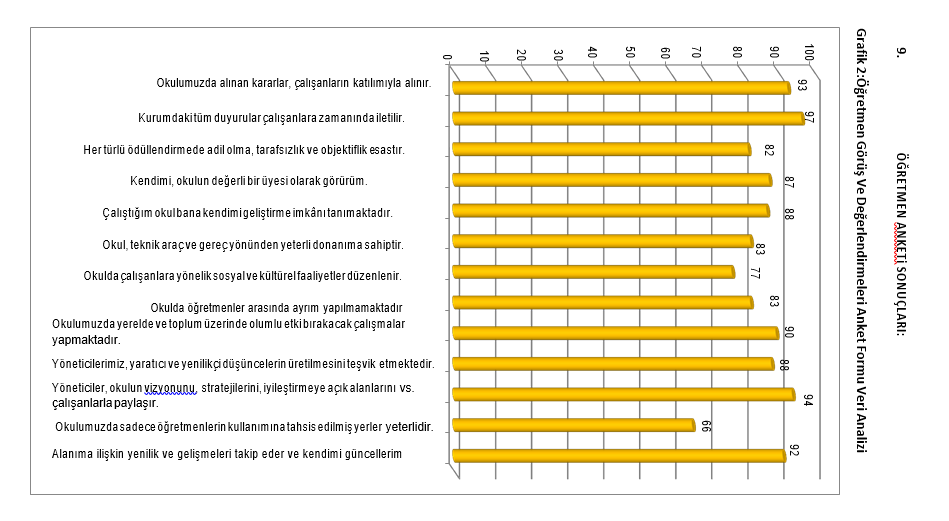 9. ÖĞRETMEN ANKETİ SONUÇLARI:
Grafik 2:Öğretmen Görüş Ve Değerlendirmeleri Anket Formu Veri Analizi
0 10 20 30 40 50 60 70 80 90 100
Okulumuzda alınan kararlar, çalışanların katılımıyla alınır. 93
Kurumdaki tüm duyurular çalışanlara zamanında iletilir. 97
Her türlü ödüllendirmede adil olma, tarafsızlık ve objektiflik esastır. 82
Kendimi, okulun değerli bir üyesi olarak görürüm. 87
Çalıştığım okul bana kendimi geliştirme imkânı tanımaktadır. 88
Okul, teknik araç ve gereç yönünden yeterli donanıma sahiptir. 83
Okulda çalışanlara yönelik sosyal ve kültürel faaliyetler düzenlenir. 77
Okulda öğretmenler arasında ayrım yapılmamaktadır 83
Okulumuzda yerelde ve toplum üzerinde olumlu etki bırakacak çalışmalar
yapmaktadır. 90
Yöneticilerimiz, yaratıcı ve yenilikçi düşüncelerin üretilmesini teşvik etmektedir. 88
Yöneticiler, okulun vizyonunu, stratejilerini, iyileştirmeye açık alanlarını vs.
çalışanlarla paylaşır. 94
Okulumuzda sadece öğretmenlerin kullanımına tahsis edilmiş yerler yeterlidir. 66
Alanıma ilişkin yenilik ve gelişmeleri takip eder ve kendimi güncellerim 92